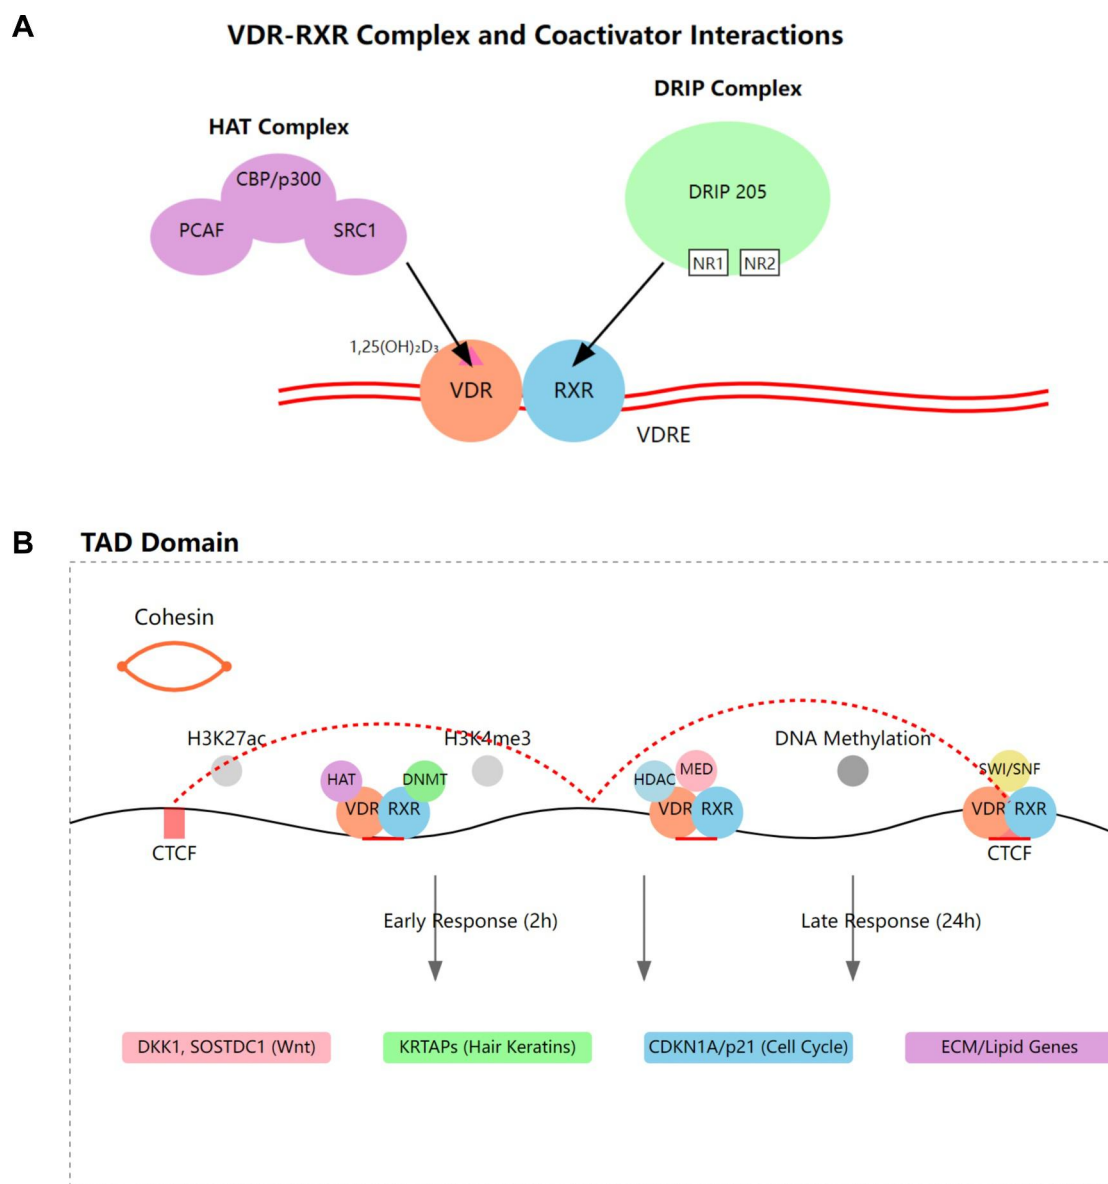 A
VDR-RXR Complex and Coactivator Interactions
DRIP Complex
HAT Complex
CBP/p300
PCAF
SRC1
DRIP 205
NR1
NR2
1,25(OH)₂D₃
VDR
RXR
VDRE
B
TAD Domain
Cohesin
H3K27ac
H3K4me3
DNA Methylation
HAT
DNMT
HDAC
MED
SWI/SNF
VDR
RXR
VDR
RXR
VDR
RXR
CTCF
CTCF
Early Response (2h)
Late Response (24h)
DKK1, SOSTDC1 (Wnt)
KRTAPs (Hair Keratins)
CDKN1A/p21 (Cell Cycle)
ECM/Lipid Genes